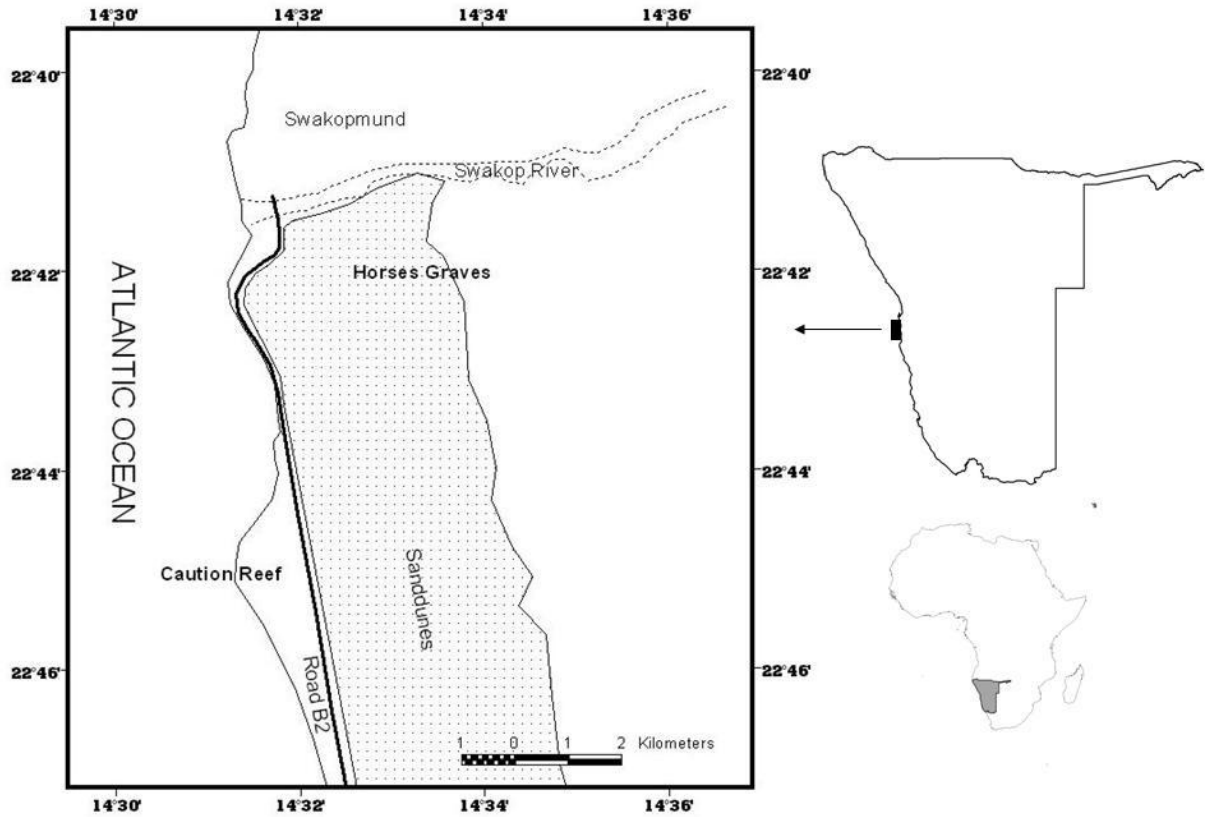 14°30' 14°32' 14°34' 14°36'
22°40' 22°40'
Swakopmund
Swakop River
22°42' 22°42'
Horses Graves
ATLANTIC OCEAN
22°44' 22°44'
Caution Reef
Sanddunes
22°46' 22°46'
Road B2
1 0 1 2 Kilometers
14°30' 14°32' 14°34' 14°36'